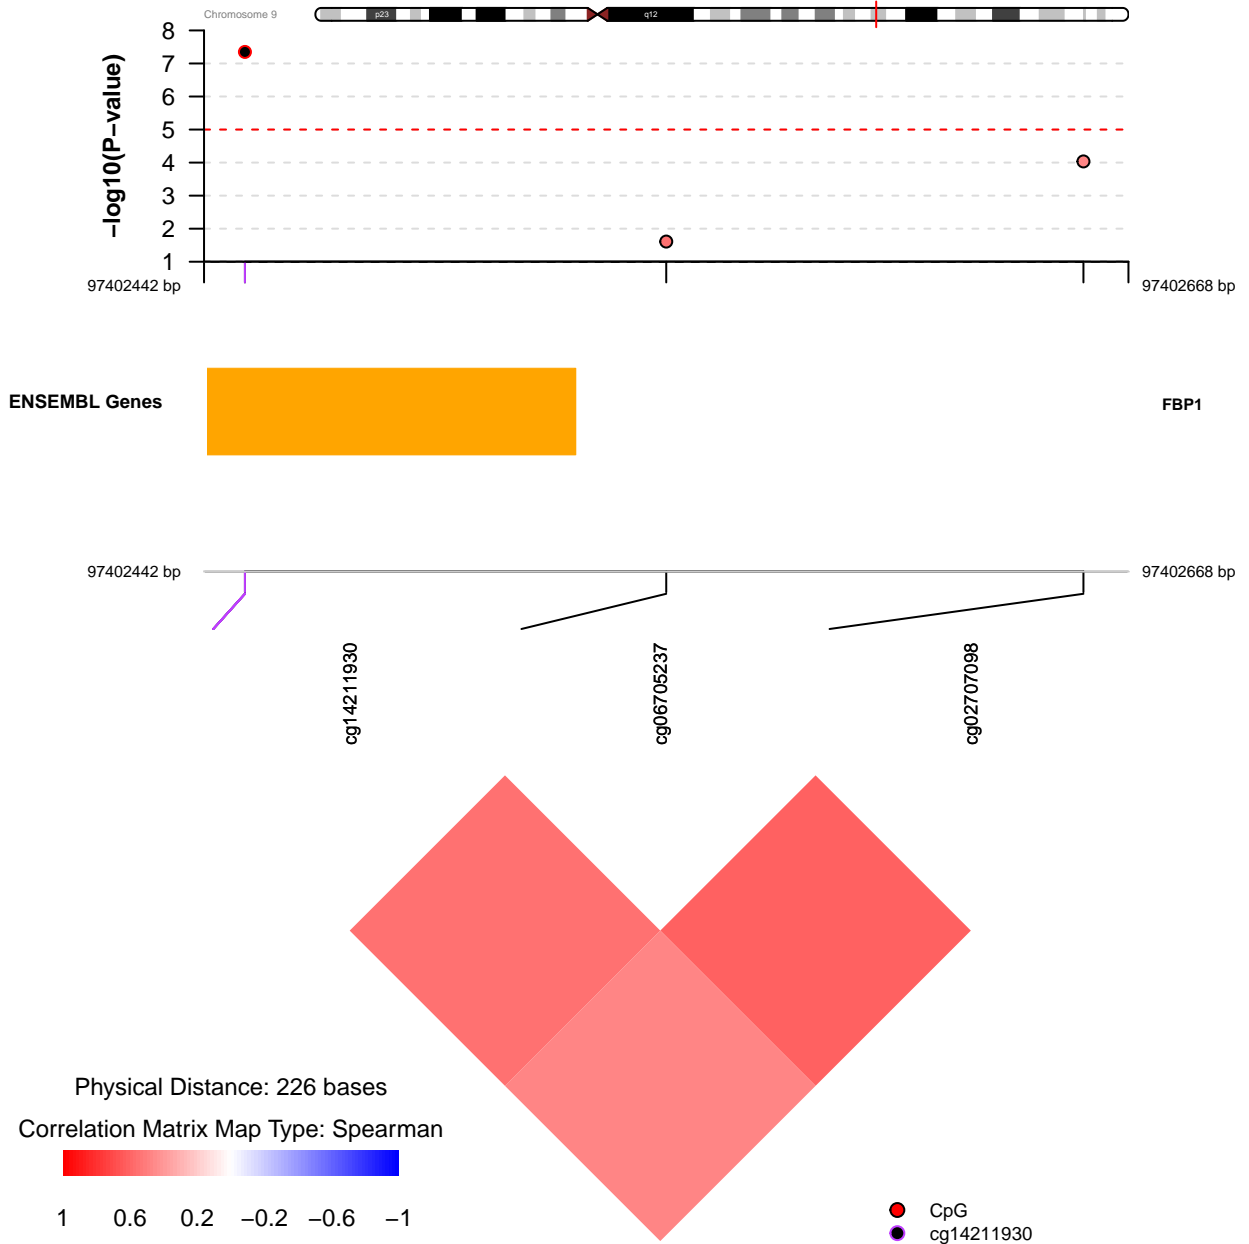 Chromosome 9
p23
q12
−log10(P−value)
8
7
6
5
4
3
2
1
97402442 bp
97402668 bp
ENSEMBL Genes
FBP1
97402442 bp
97402668 bp
cg14211930
cg06705237
cg02707098
Physical Distance: 226 bases
Correlation Matrix Map Type: Spearman
1 0.6 0.2 −0.2 −0.6 −1
CpG
cg14211930